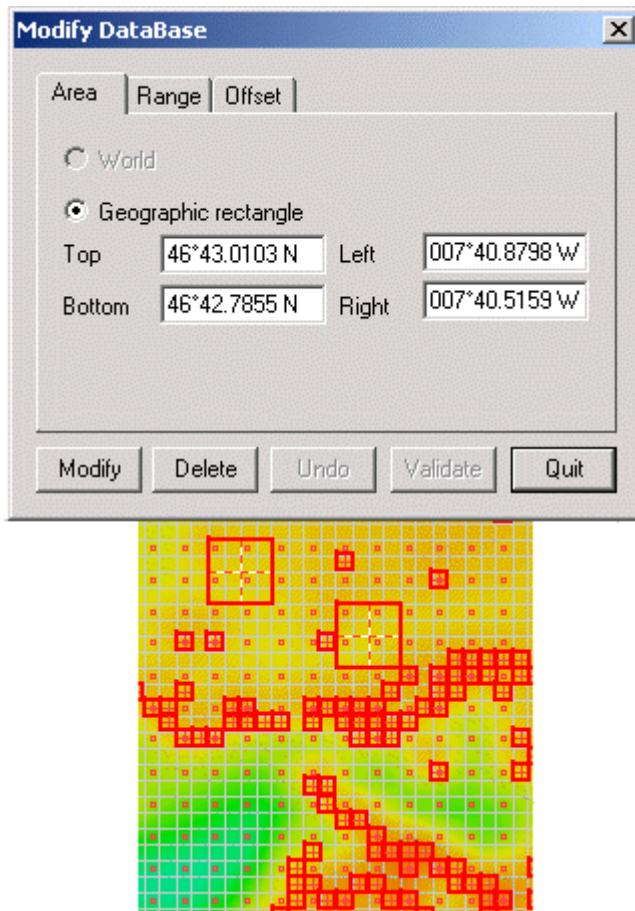 Modify DataBase
Area Range Offset
World
Geographic rectangle
Top 46°43.0103 N Left 007°40.8798 W
Bottom 46°42.7855 N Right 007°40.5159 W
Modify Delete Undo Validate Quit